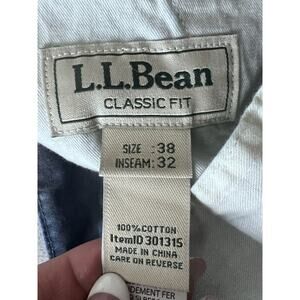 L.L.Bean
CLASSIC FIT
SIZE :38
INSEAM:32
100%COTTON
ItemID 301315
MADE IN CHINA
CARE ON REVERSE